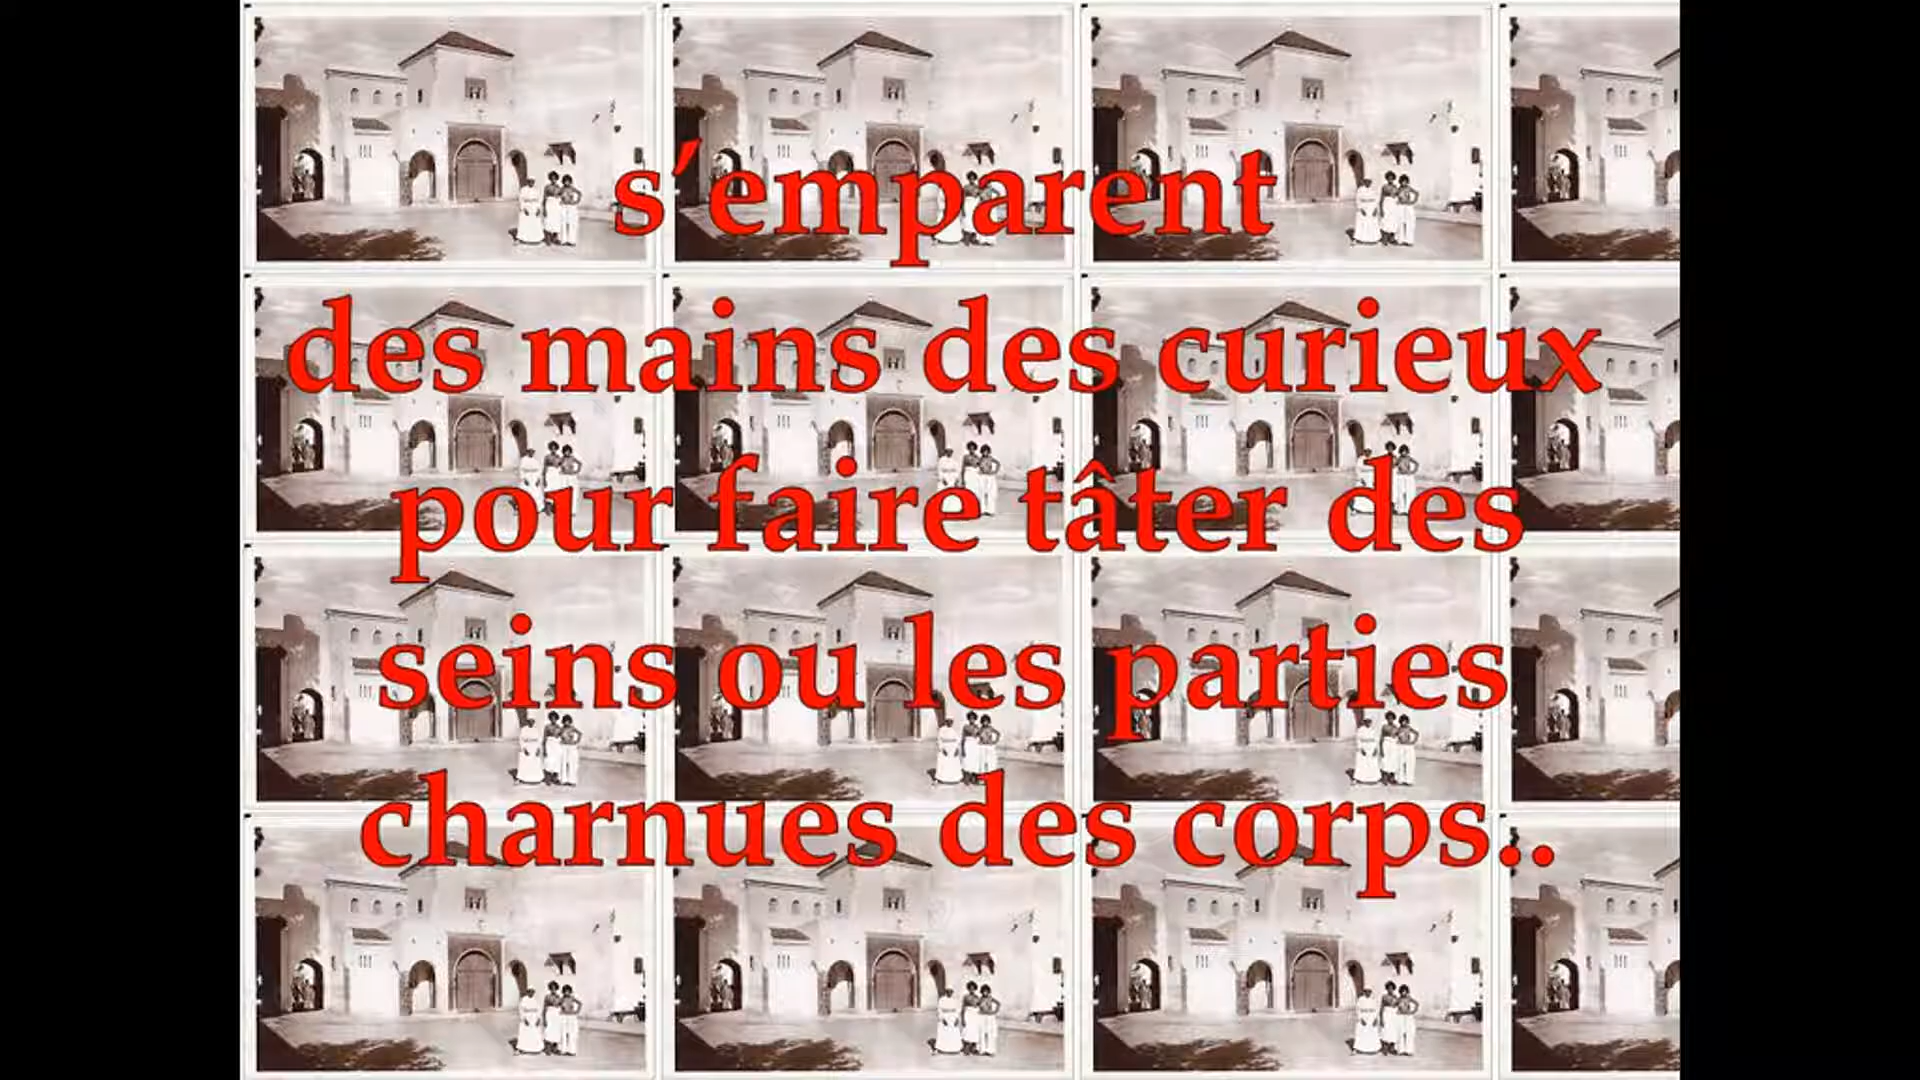 s'emparent
des mains des curieux
pour faire tâter des
seins ou les parties
charnues des corps..